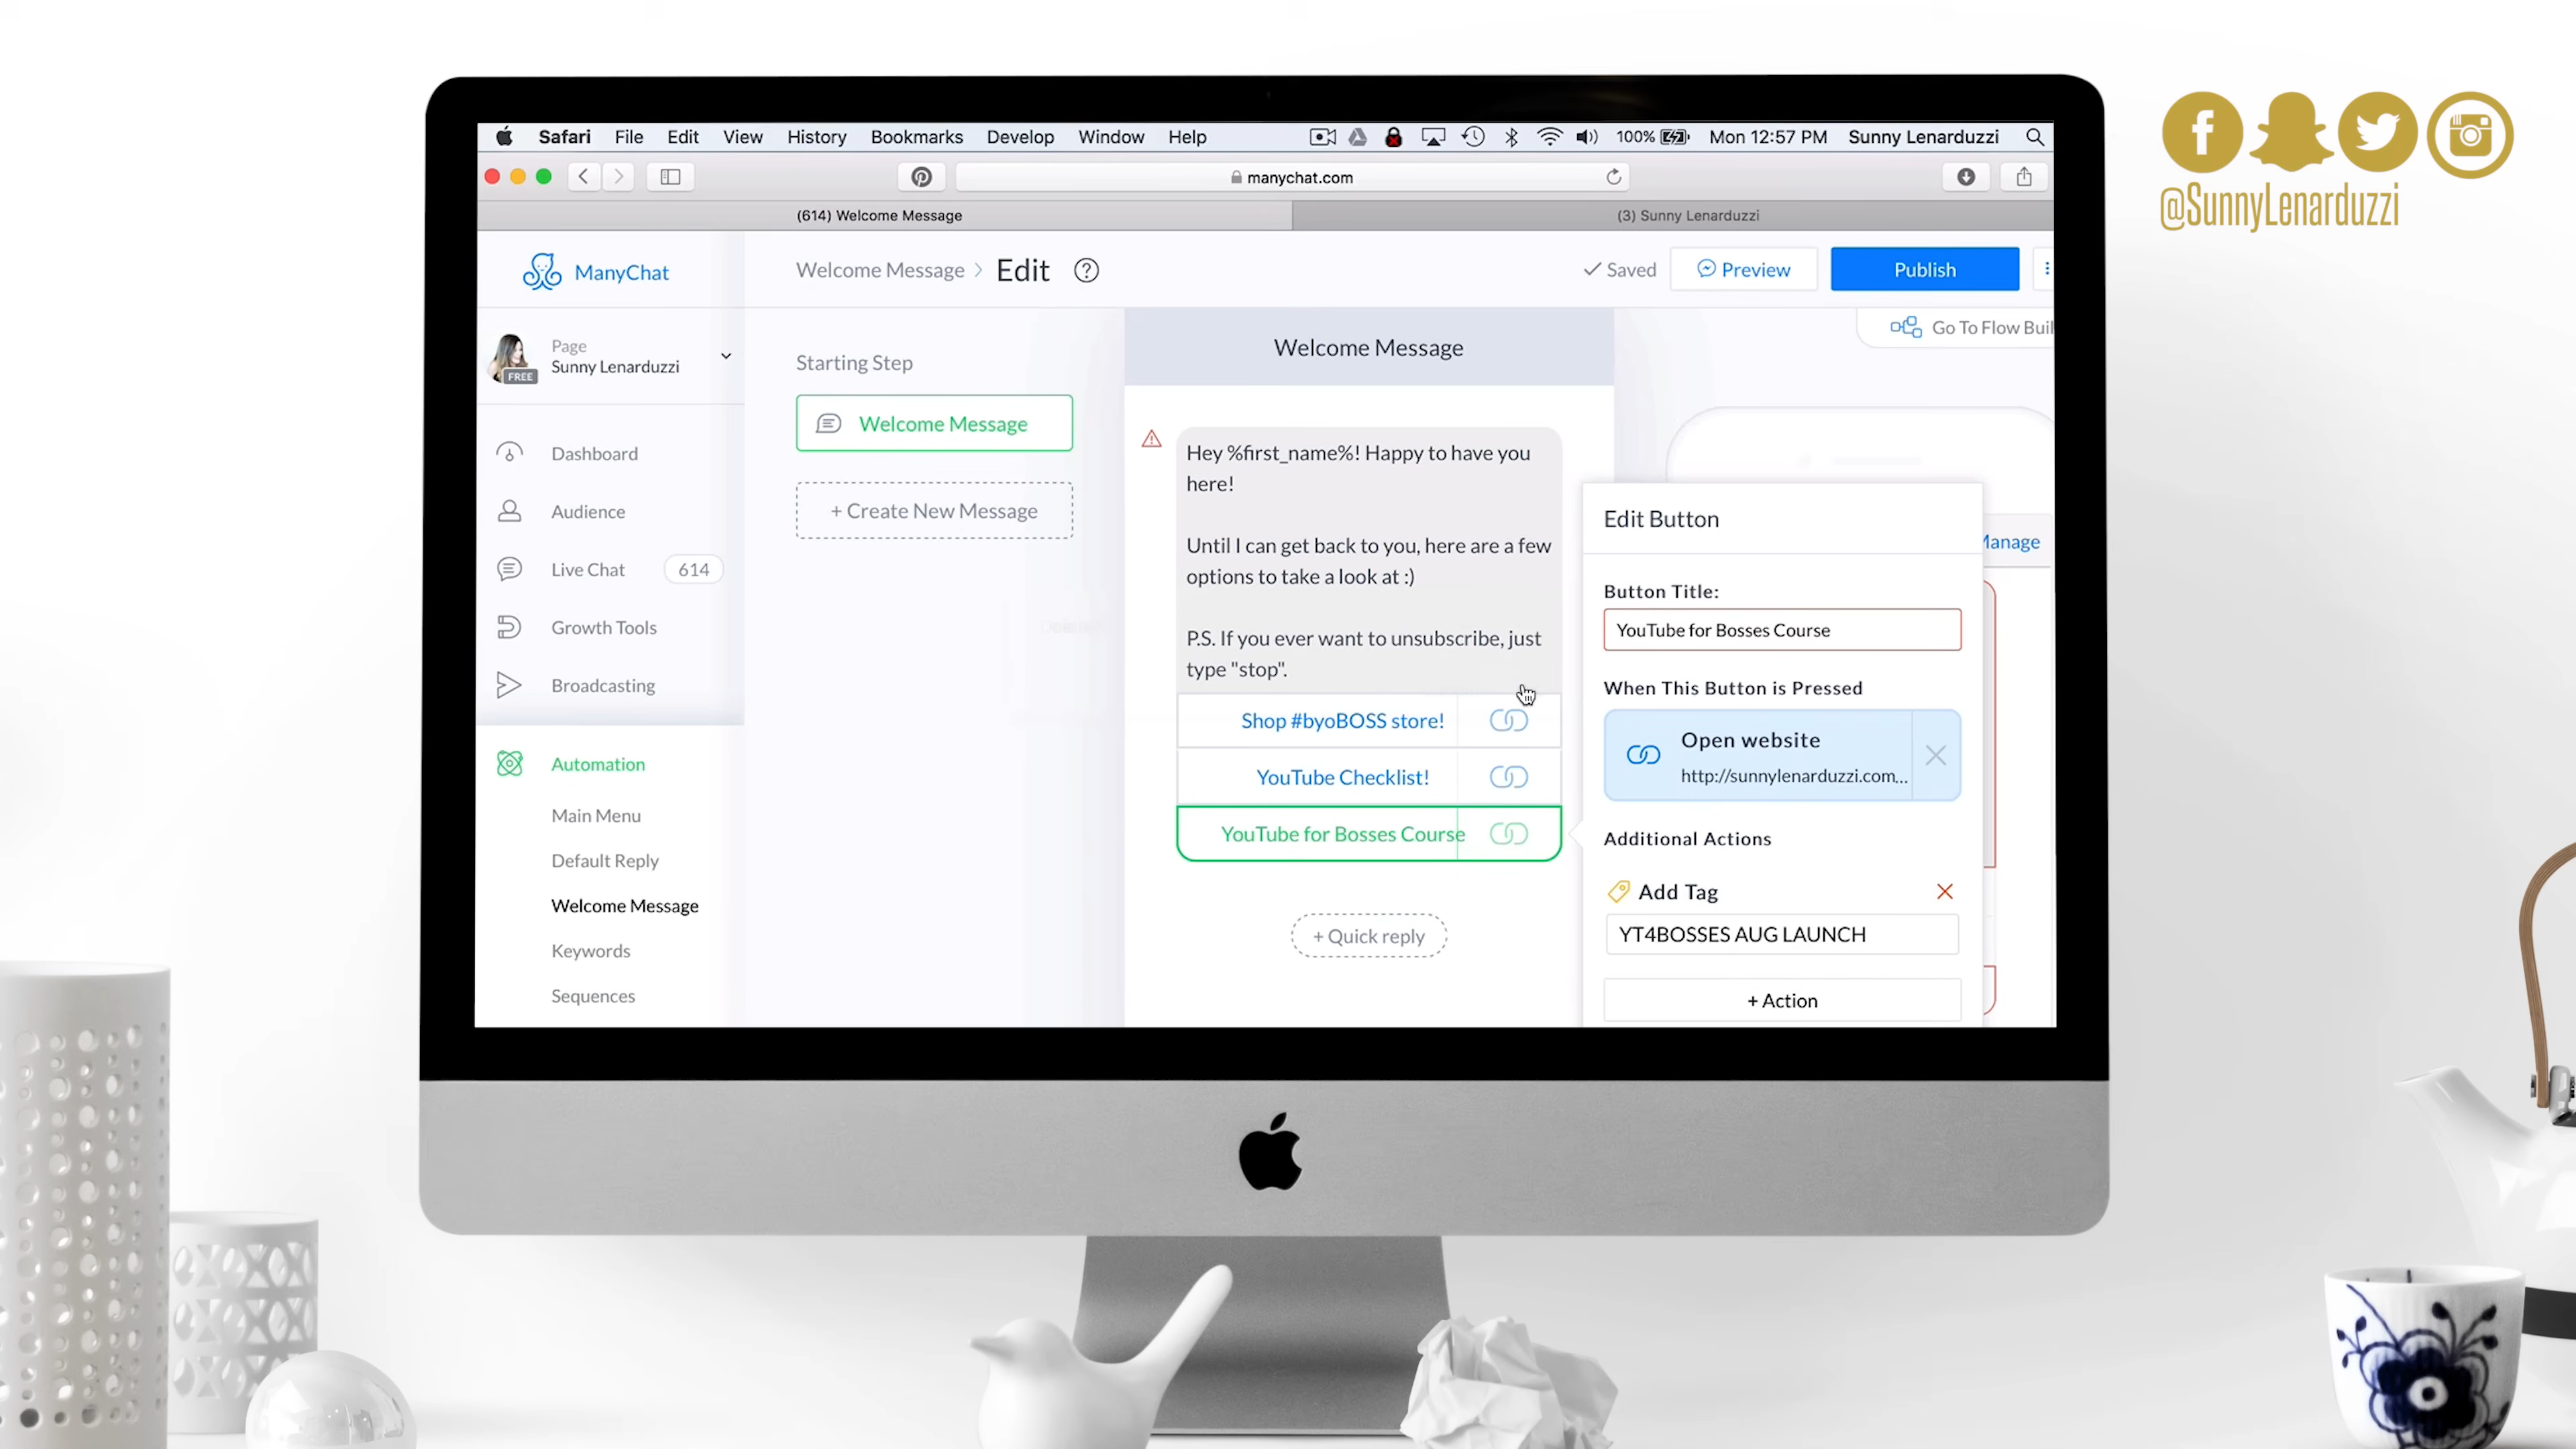 Safari File Edit View History Bookmarks Develop Window Help 100% Mon 12:57 PM Sunny Lenarduzzi
manychat.com
(614) Welcome Message
(3) Sunny Lenarduzzi
@SunnyLenarduzzi
ManyChat
Welcome Message > Edit ?
Saved
Preview
Publish
Go To Flow Buil
Page
Sunny Lenarduzzi
FREE
Dashboard
Audience
Live Chat 614
Growth Tools
Broadcasting
Automation
Main Menu
Default Reply
Welcome Message
Keywords
Sequences
Starting Step
Welcome Message
+ Create New Message
Welcome Message
Hey %first_name%! Happy to have you
here!
Until I can get back to you, here are a few
options to take a look at :)
P.S. If you ever want to unsubscribe, just
type "stop".
Shop #byoBOSS store!
YouTube Checklist!
YouTube for Bosses Course
+ Quick reply
Manage
Edit Button
Button Title:
YouTube for Bosses Course
When This Button is Pressed
Open website
http://sunnylenarduzzi.com...
Additional Actions
Add Tag
YT4BOSSES AUG LAUNCH
+ Action